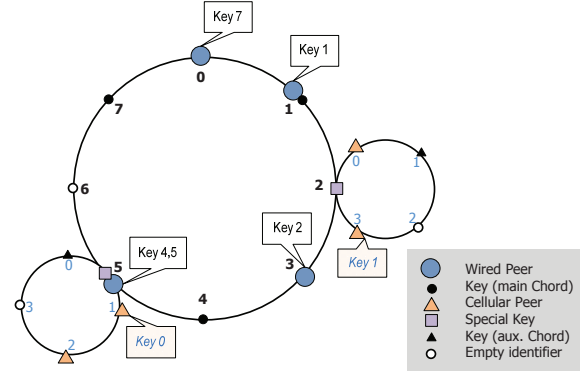 Key 7
Key 1
0
1
7
0
1
2
6
3
2
Key 1
Key 2
3
5
Key 4,5
0
3
1
4
2
Key 0
Wired Peer
Key (main Chord)
Cellular Peer
Special Key
Key (aux. Chord)
Empty identifier